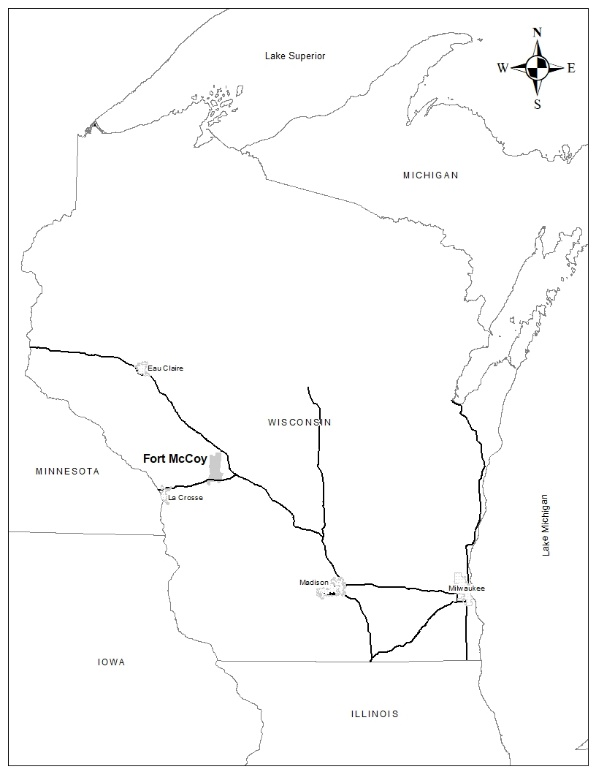 N
Lake Superior
W E
S
MICHIGAN
Eau Claire
WISCONSIN
Fort McCoy
MINNESOTA
La Crosse
Lake Michigan
Madison
Milwaukee
IOWA
ILLINOIS